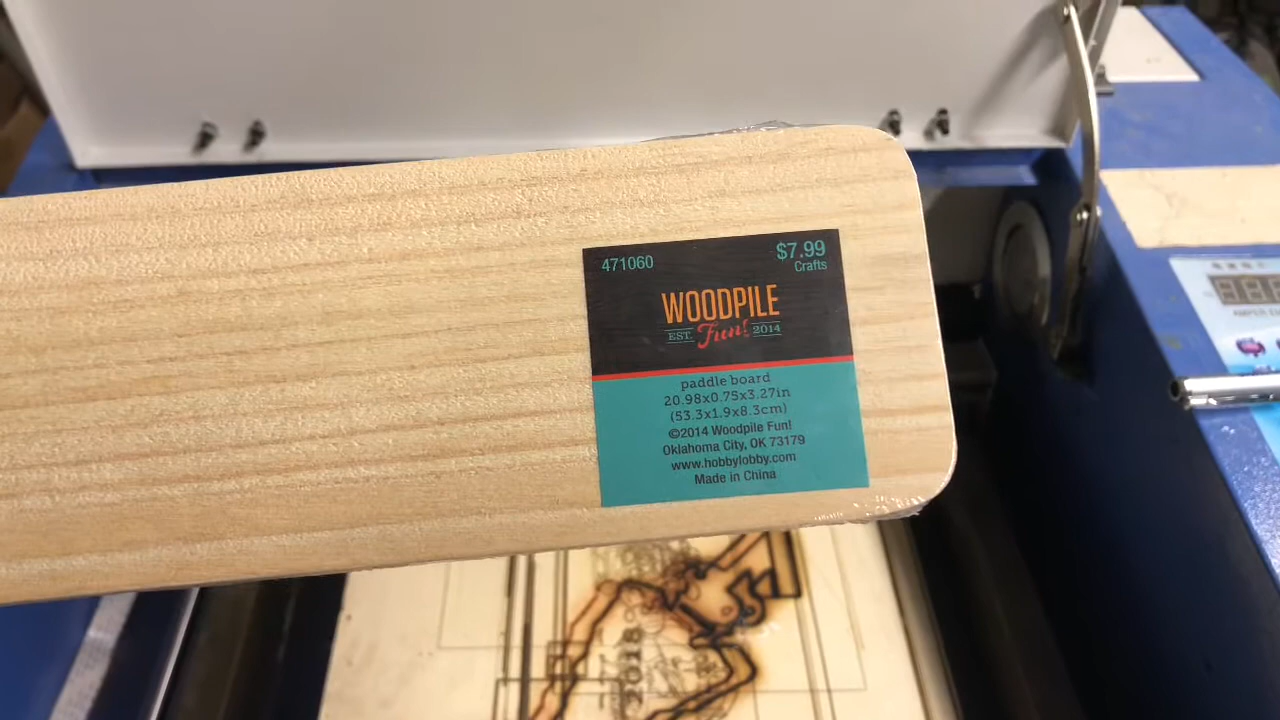 471060
$7.99
Crafts
WOODPILE
EST. Fun! 2014
paddle board
20.98x0.75x3.27in
(53.3x1.9x8.3cm)
©2014 Woodpile Fun!
Oklahoma City, OK 73179
www.hobbylobby.com
Made in China
2018